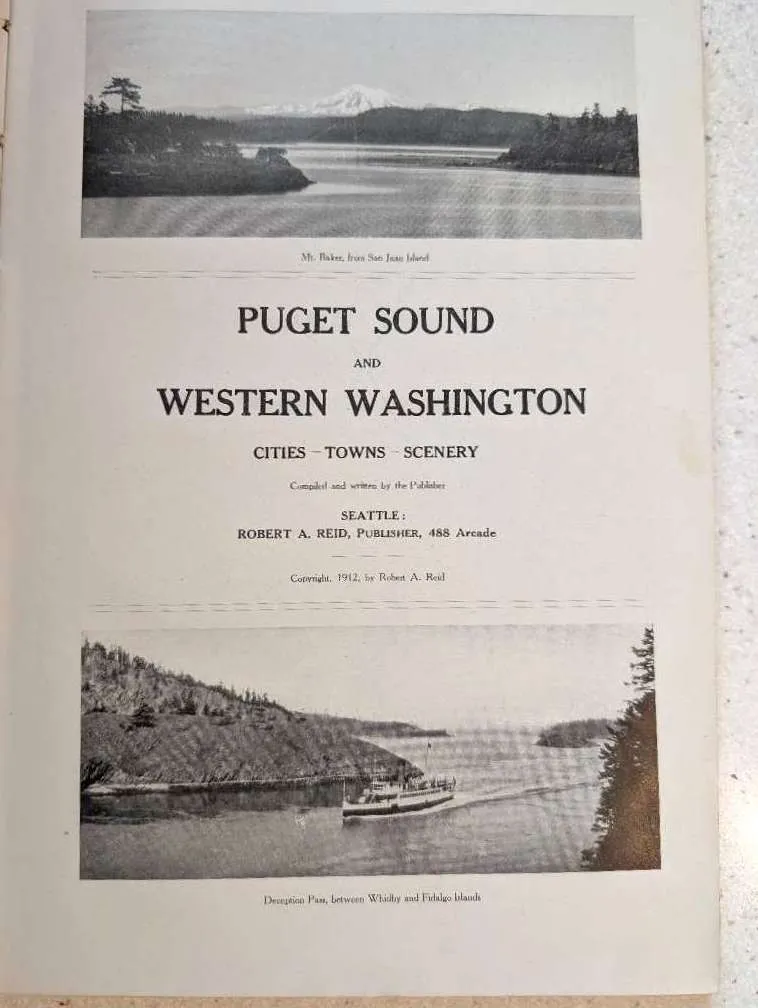 Mt. Baker, from San Juan Island
PUGET SOUND
AND
WESTERN WASHINGTON
CITIES – TOWNS – SCENERY
Compiled and written by the Publisher
SEATTLE:
ROBERT A. REID, PUBLISHER, 488 Arcade
Copyright, 1912, by Robert A. Reid
Deception Pass, between Whidby and Fidalgo Islands